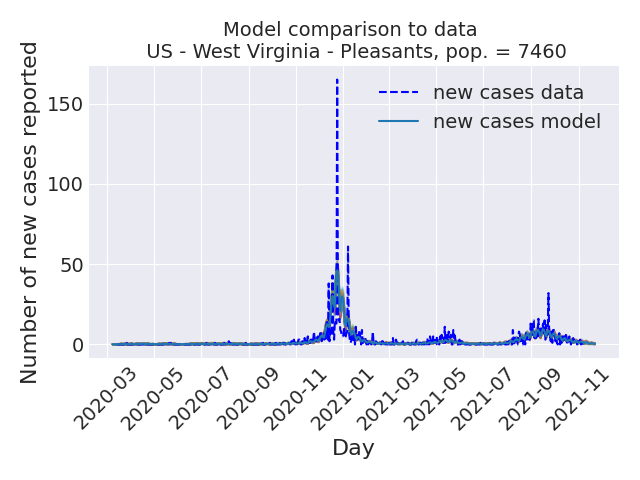 Model comparison to data
US - West Virginia - Pleasants, pop. = 7460
Number of new cases reported
150
100
50
0
new cases data
new cases model
2020-03
2020-05
2020-07
2020-09
2020-11
2021-01
2021-03
2021-05
2021-07
2021-09
2021-11
Day